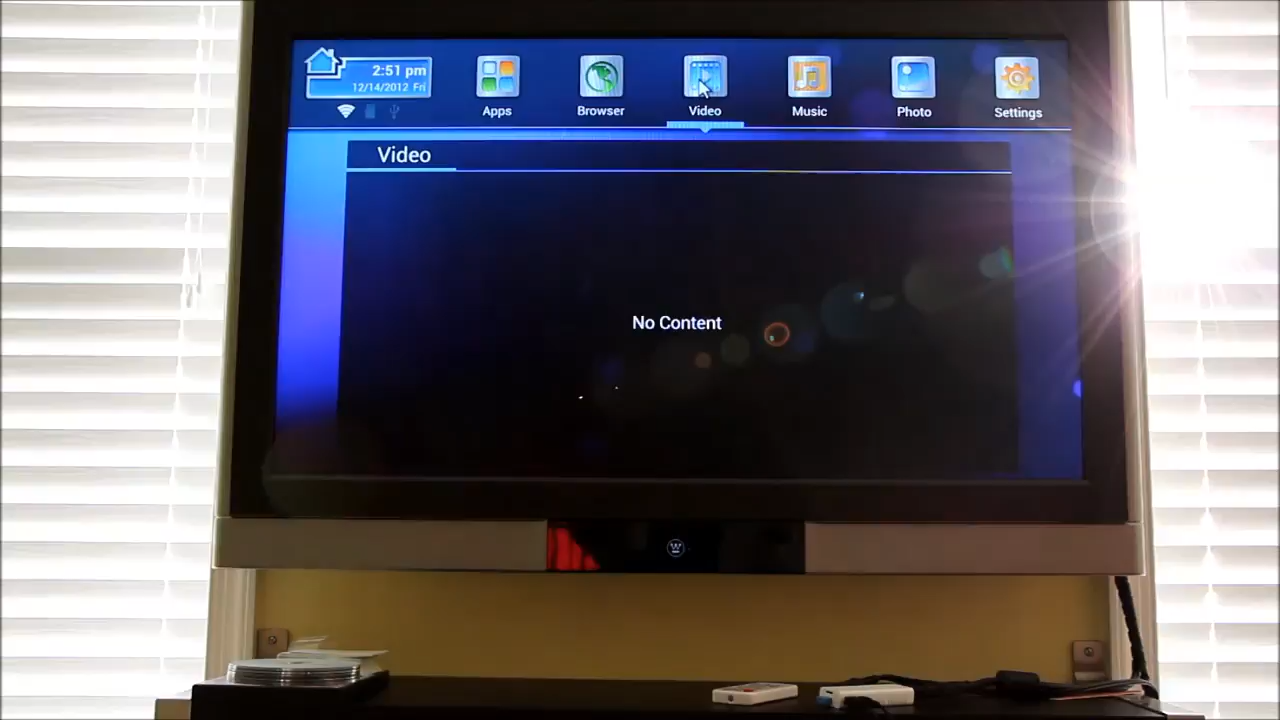 2:51 pm
12/14/2012 Fri
Apps
Browser
Video
Music
Photo
Settings
Video
No Content
W